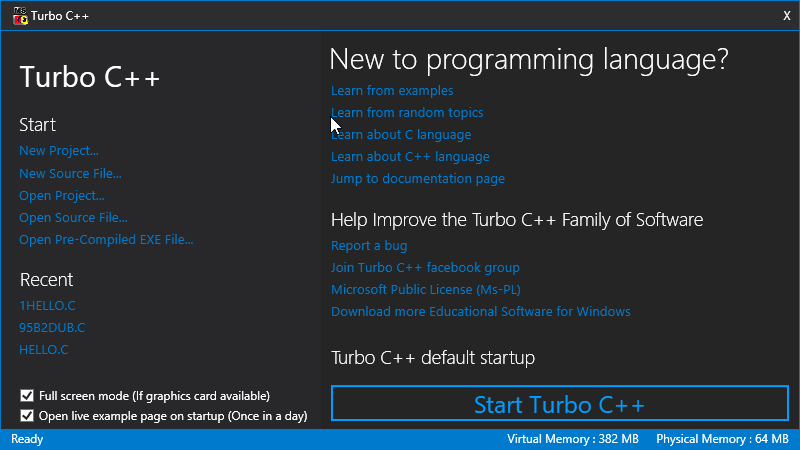 Turbo C++
X
Turbo C++
Start
New Project...
New Source File...
Open Project...
Open Source File...
Open Pre-Compiled EXE File...
Recent
1HELLO.C
95B2DUB.C
HELLO.C
Full screen mode (If graphics card available)
Open live example page on startup (Once in a day)
New to programming language?
Learn from examples
Learn from random topics
Learn about C language
Learn about C++ language
Jump to documentation page
Help Improve the Turbo C++ Family of Software
Report a bug
Join Turbo C++ facebook group
Microsoft Public License (Ms-PL)
Download more Educational Software for Windows
Turbo C++ default startup
Start Turbo C++
Ready
Virtual Memory : 382 MB
Physical Memory : 64 MB